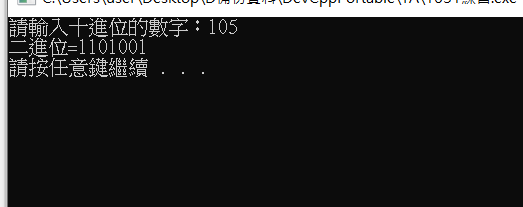 請輸入十進位的數字：105
二進位=1101001
請按任意鍵繼續 . . .